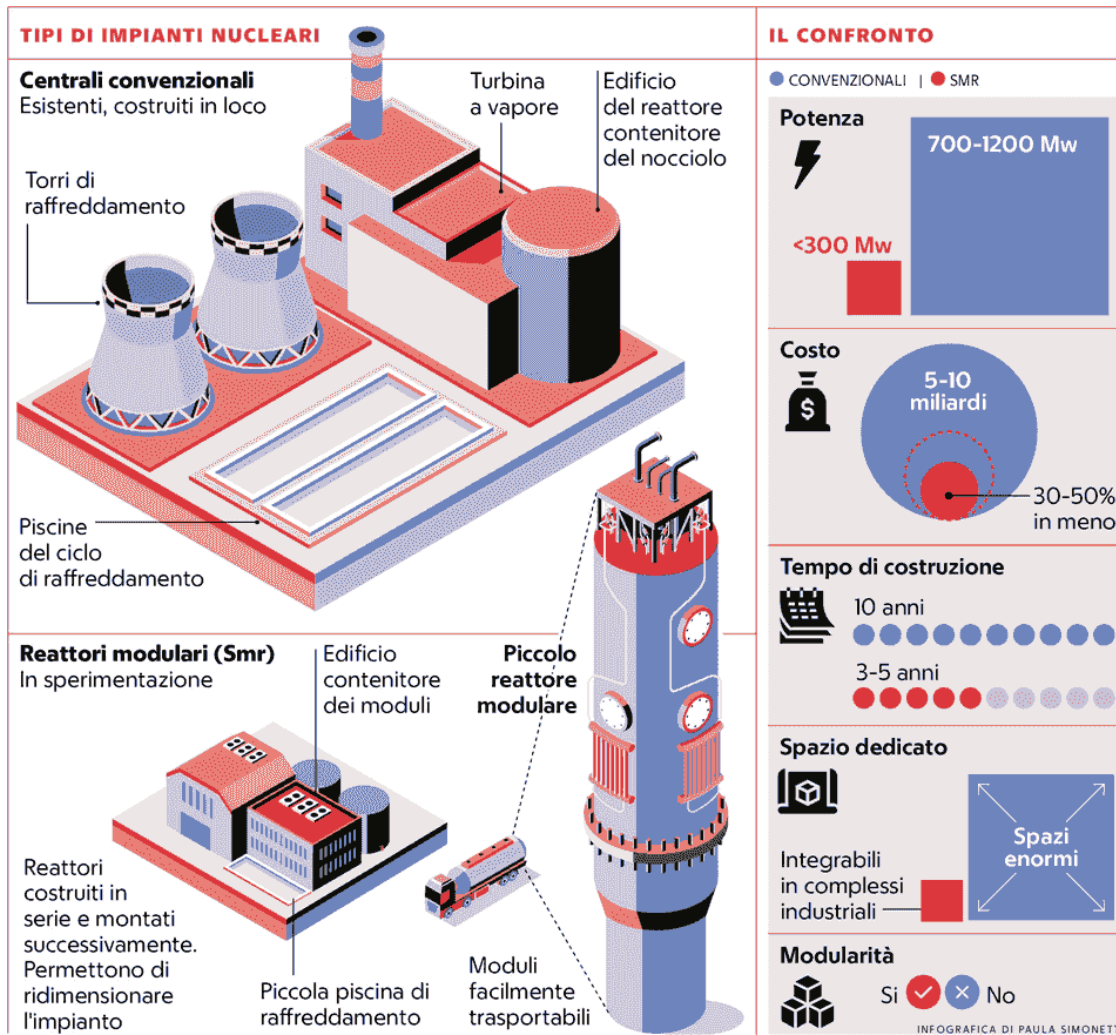 TIPI DI IMPIANTI NUCLEARI
Centrali convenzionali
Esistenti, costruiti in loco
Turbina
a vapore
Edificio
del reattore
contenitore
del nocciolo
Torri di
raffreddamento
Piscine
del ciclo
di raffreddamento
Reattori modulari (Smr)
In sperimentazione
Edificio
contenitore
dei moduli
Piccolo
reattore
modulare
Reattori
costruiti in
serie e montati
successivamente.
Permettono di
ridimensionare
l'impianto
Piccola piscina di
raffreddamento
Moduli
facilmente
trasportabili
IL CONFRONTO
CONVENZIONALI | SMR
Potenza
700-1200 Mw
<300 Mw
Costo
$
5-10
miliardi
30-50%
in meno
Tempo di costruzione
10 anni
3-5 anni
Spazio dedicato
Spazi
enormi
Integrabili
in complessi
industriali
Modularità
Si No
INFOGRAFICA DI PAULA SIMONET